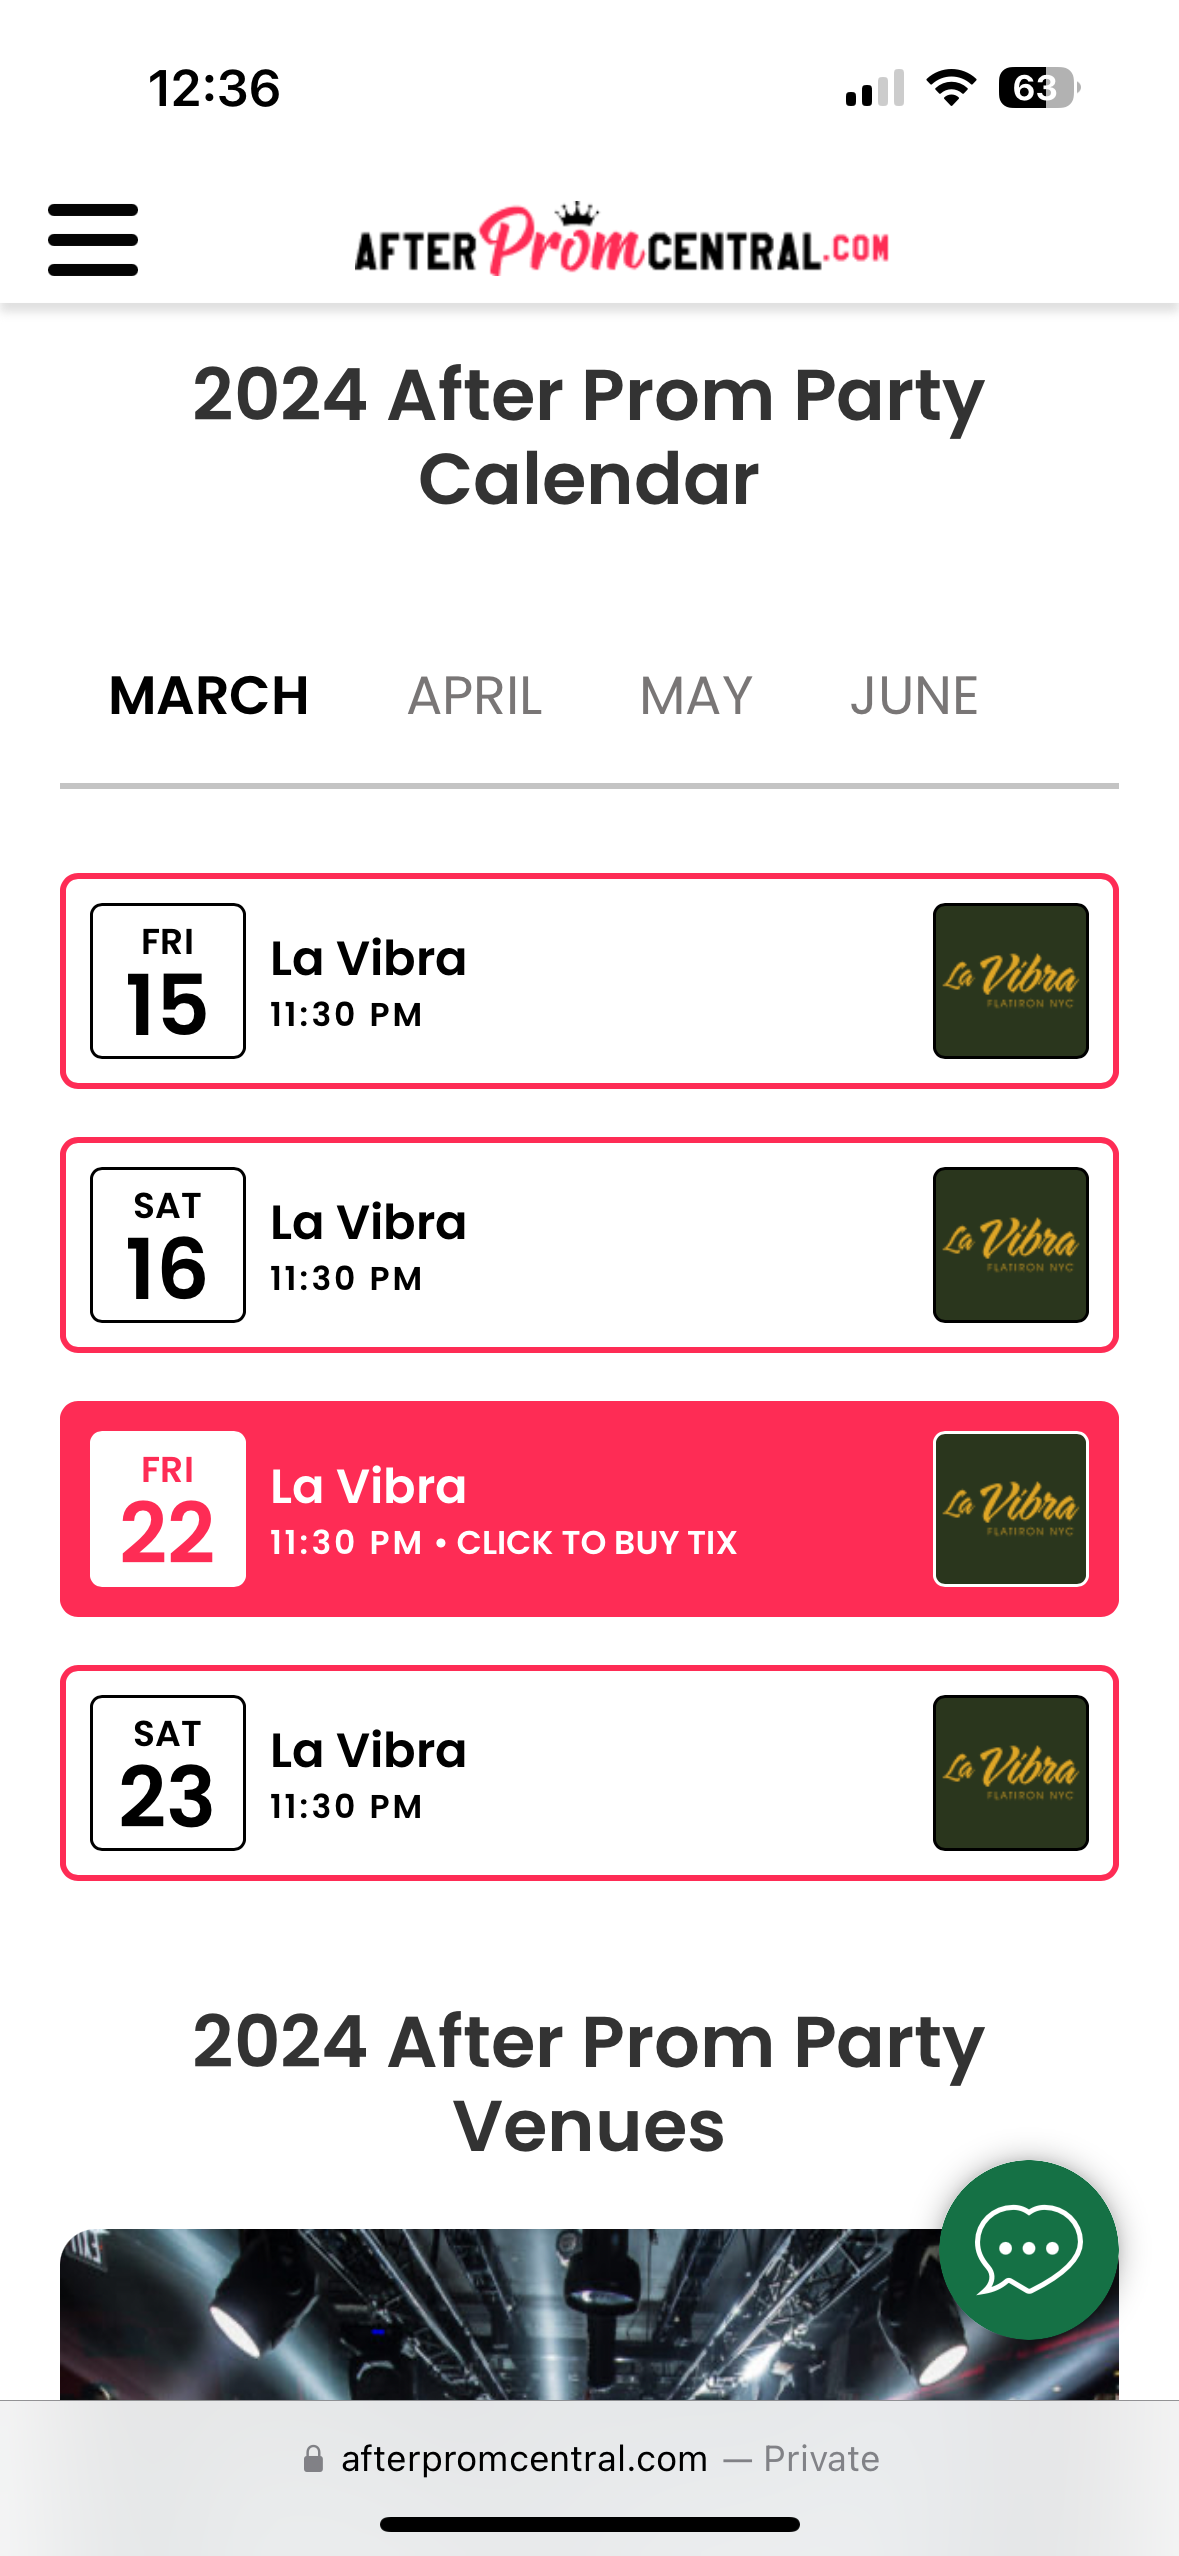 12:36
63
AFTER Prom CENTRAL.COM
2024 After Prom Party
Calendar
MARCH APRIL MAY JUNE
FRI
15
La Vibra
11:30 PM
La Vibra
FLATIRON NYC
SAT
16
La Vibra
11:30 PM
La Vibra
FLATIRON NYC
FRI
22
La Vibra
11:30 PM • CLICK TO BUY TIX
La Vibra
FLATIRON NYC
SAT
23
La Vibra
11:30 PM
La Vibra
FLATIRON NYC
2024 After Prom Party
Venues
afterpromcentral.com — Private